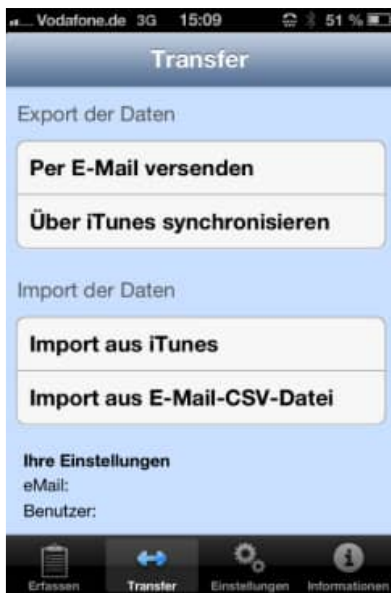 Vodafone.de 3G 15:09 51 %
Transfer
Export der Daten
Per E-Mail versenden
Über iTunes synchronisieren
Import der Daten
Import aus iTunes
Import aus E-Mail-CSV-Datei
Ihre Einstellungen
eMail:
Benutzer:
Erfassen Transfer Einstellungen Informationen